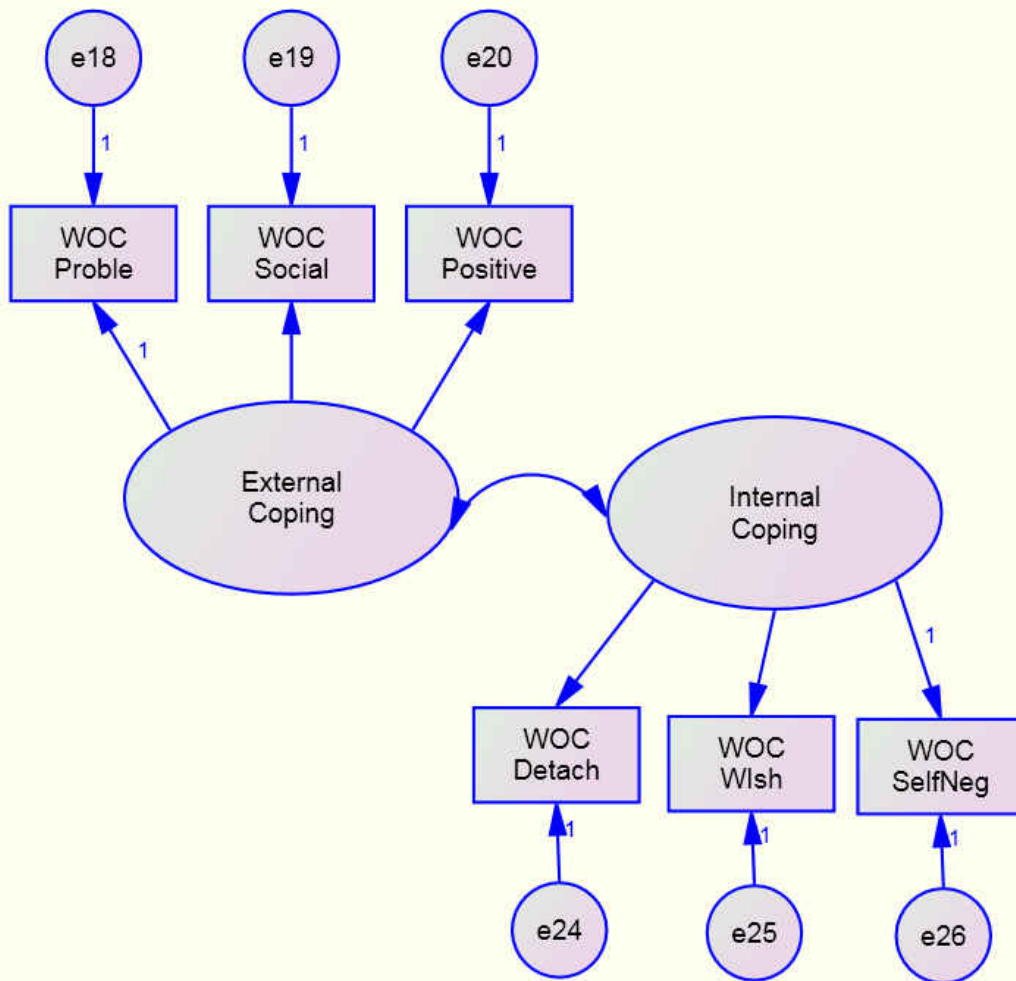 e18
e19
e20
1
1
1
WOC
Proble
WOC
Social
WOC
Positive
1
External
Coping
Internal
Coping
1
WOC
Detach
WOC
WIsh
WOC
SelfNeg
1
1
1
e24
e25
e26